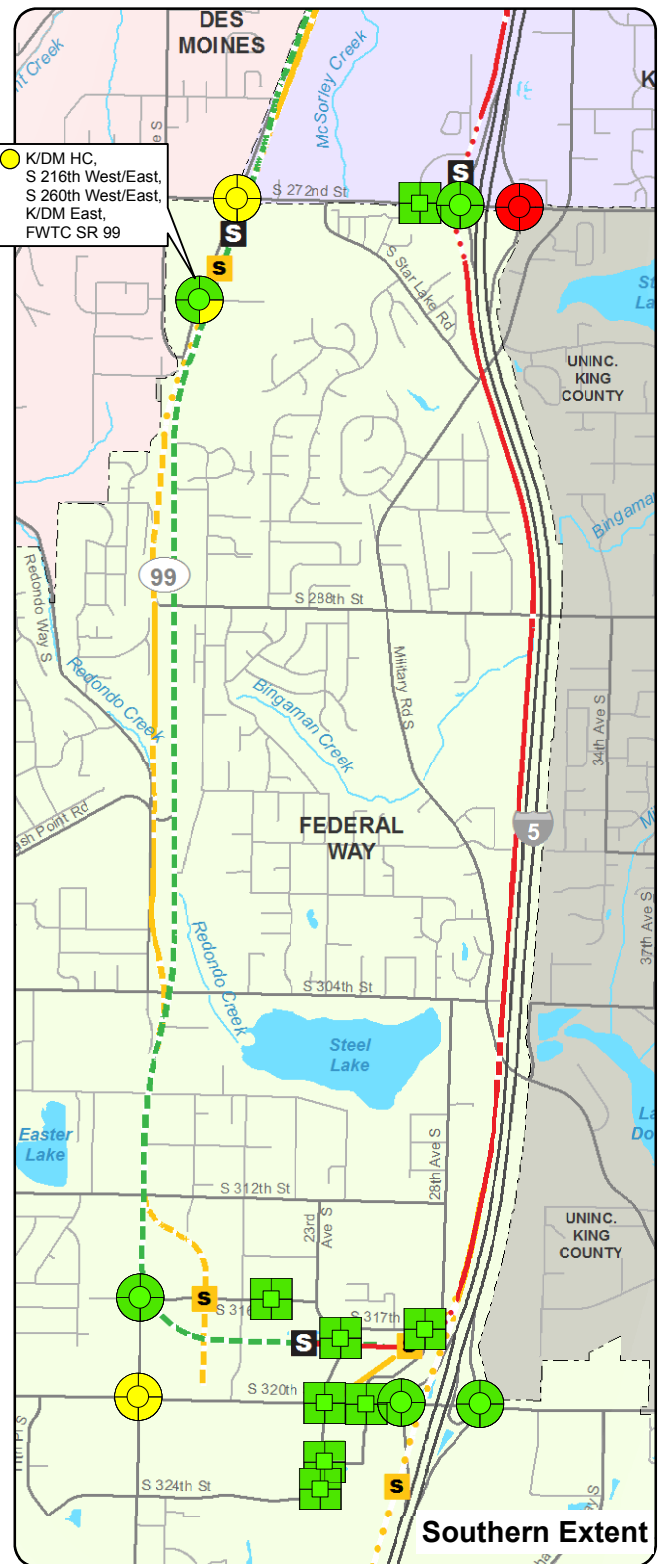 DES
MOINES
McSorley Creek
Creek
K/DM HC,
S 216th West/East,
S 260th West/East,
K/DM East,
FWTC SR 99
S
S 272nd St
S
S
S Star Lake Rd
UNINC.
KING
COUNTY
99
S 288th St
Redondo Way S
Redondo Creek
Bingaman Creek
Military Rd S
34th Ave S
5
FEDERAL
WAY
37th Ave S
Redondo Creek
S 304th St
Steel
Lake
Easter
Lake
28th Ave S
S 312th St
23rd
Ave S
UNINC.
KING
COUNTY
S
S 316
S 317th
S
S
S 320th
S 324th St
S
Southern Extent